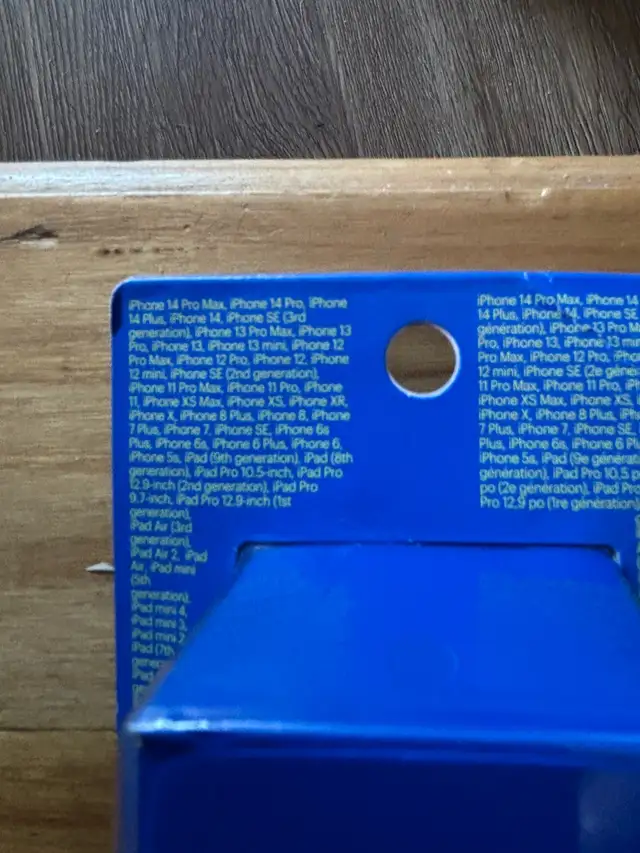 iPhone 14 Pro Max, iPhone 14 Pro, iPhone
14 Plus, iPhone 14, iPhone SE (3rd
generation), iPhone 13 Pro Max, iPhone 13
Pro, iPhone 13, iPhone 13 mini, iPhone 12
Pro Max, iPhone 12 Pro, iPhone 12, iPhone
12 mini, iPhone SE (2nd generation),
iPhone 11 Pro Max, iPhone 11 Pro, iPhone
11, iPhone XS Max, iPhone XS, iPhone XR,
iPhone X, iPhone 8 Plus, iPhone 8, iPhone
7 Plus, iPhone 7, iPhone SE, iPhone 6s
Plus, iPhone 6s, iPhone 6 Plus, iPhone 6,
iPhone 5s, iPad (9th generation), iPad (8th
generation), iPad Pro 10.5-inch, iPad Pro
12.9-inch (2nd generation), iPad Pro
9.7-inch, iPad Pro 12.9-inch (1st
generation),
iPad Air (3rd
generation),
iPad Air 2, iPad
Air, iPad mini
(5th
generation),
iPad mini 4,
iPad mini 3,
iPad mini 2,
iPad (7th
iPad
iPhone 14 Pro Max, iPhone 14
14 Plus, iPhone 14, iPhone SE
génération), iPhone 13 Pro
Pro, iPhone 13, iPhone 13
Pro Max, iPhone 12 Pro,
12 mini, iPhone SE (2e
11 Pro Max, iPhone 11 Pro,
iPhone XS Max, iPhone XS,
iPhone X, iPhone 8 Plus,
7 Plus, iPhone 7, iPhone SE,
Plus, iPhone 6s, iPhone 6
iPhone 5s, iPad (9e
génération), iPad Pro 10,5
po (2e génération), iPad
Pro 12,9 po (1re génération)